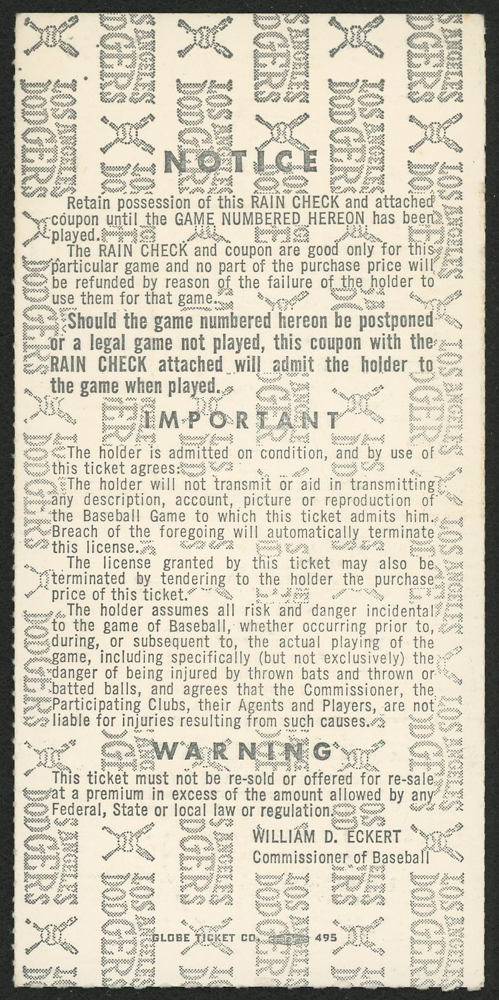 NOTICE
Retain possession of this RAIN CHECK and attached
coupon until the GAME NUMBERED HEREON has been
played.
The RAIN CHECK and coupon are good only for this
particular game and no part of the purchase price will
be refunded by reason of the failure of the holder to
use them for that game.
Should the game numbered hereon be postponed
or a legal game not played, this coupon with the
RAIN CHECK attached will admit the holder to
the game when played.
IMPORTANT
The holder is admitted on condition, and by use of
this ticket agrees:
The holder will not transmit or aid in transmitting
any description, account, picture or reproduction of
the Baseball Game to which this ticket admits him.
Breach of the foregoing will automatically terminate
this license.
The license granted by this ticket may also be
terminated by tendering to the holder the purchase
price of this ticket.
The holder assumes all risk and danger incidental
to the game of Baseball, whether occurring prior to,
during, or subsequent to, the actual playing of the
game, including specifically (but not exclusively) the
danger of being injured by thrown bats and thrown or
batted balls, and agrees that the Commissioner, the
Participating Clubs, their Agents and Players, are not
liable for injuries resulting from such causes.
WARNING
This ticket must not be re-sold or offered for re-sale
at a premium in excess of the amount allowed by any
Federal, State or local law or regulation.
WILLIAM D. ECKERT
Commissioner of Baseball
GLOBE TICKET CO. 495
LOS ANGELES
DODGERS